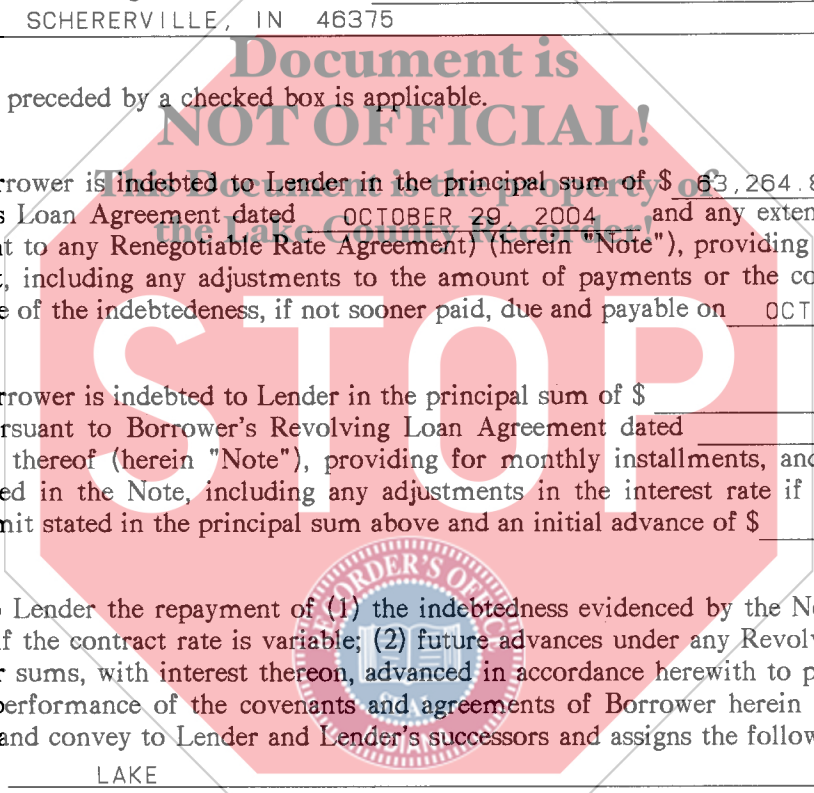 SCHERERVILLE, IN 46375
Document is
preceded by a checked box is applicable.
NOT OFFICIAL!
rrower is indebted to Lender in the principal sum of $ 63,264.8
This Document is the property of
s Loan Agreement dated OCTOBER 29, 2004 and any exten
the Lake County Recorder!
t to any Renegotiable Rate Agreement) (herein "Note"), providing
, including any adjustments to the amount of payments or the co
e of the indebtedeness, if not sooner paid, due and payable on OCT
STOP
rrower is indebted to Lender in the principal sum of $
rsuant to Borrower's Revolving Loan Agreement dated
thereof (herein "Note"), providing for monthly installments, and
ed in the Note, including any adjustments in the interest rate if
mit stated in the principal sum above and an initial advance of $
RECORDER'S OFFICE
Lender the repayment of (1) the indebtedness evidenced by the No
f the contract rate is variable; (2) future advances under any Revolv
r sums, with interest thereon, advanced in accordance herewith to p
performance of the covenants and agreements of Borrower herein
SEAL
and convey to Lender and Lender's successors and assigns the follow
LAKE